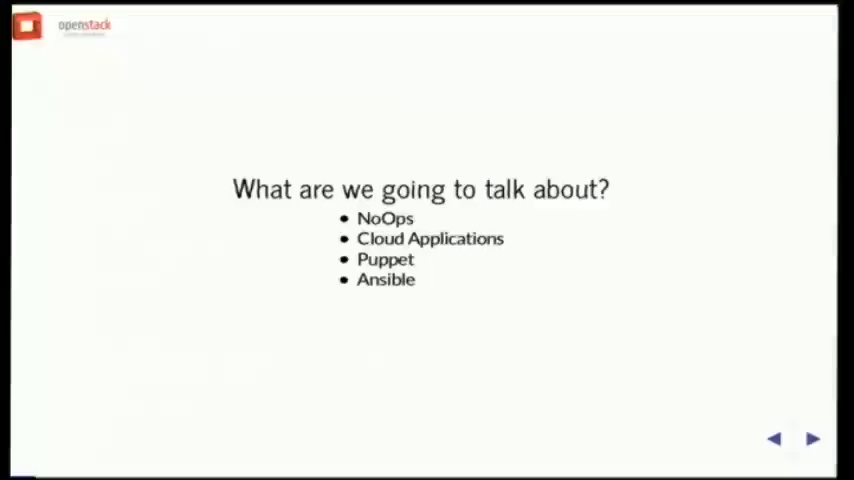 openstack
What are we going to talk about?
• NoOps
• Cloud Applications
• Puppet
• Ansible